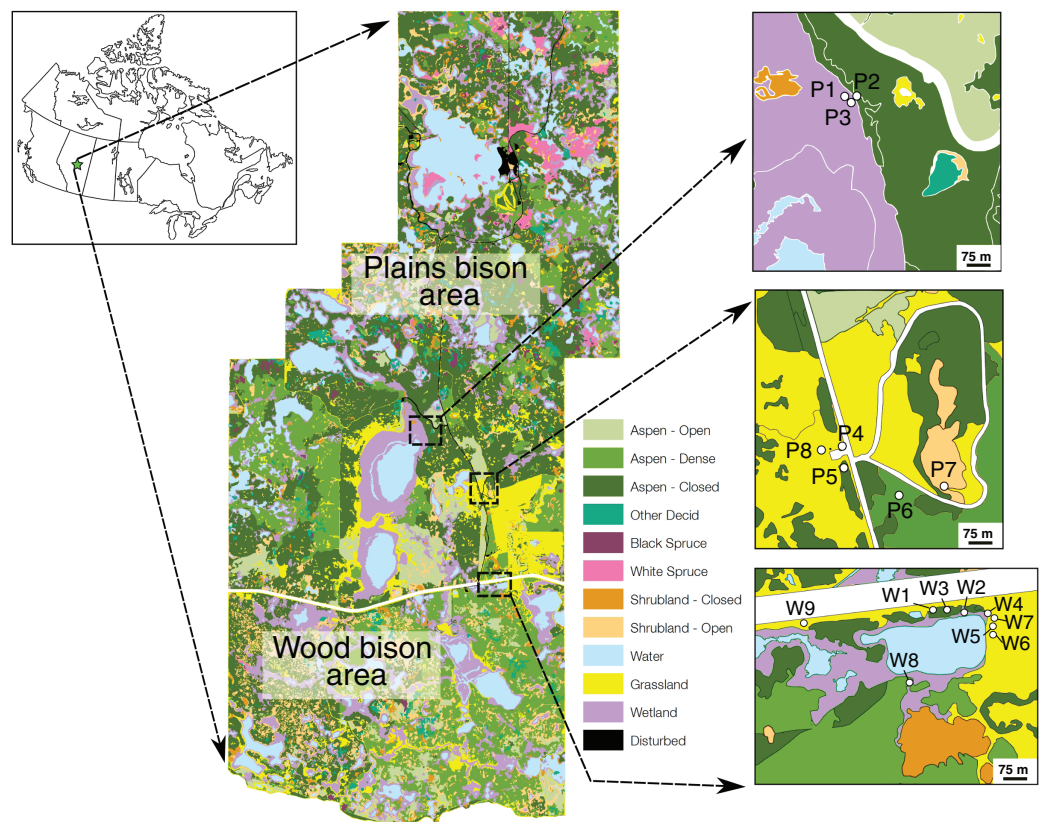 Plains bison
area
Wood bison
area
Aspen - Open
Aspen - Dense
Aspen - Closed
Other Decid
Black Spruce
White Spruce
Shrubland - Closed
Shrubland - Open
Water
Grassland
Wetland
Disturbed
P1
P2
P3
75 m
P4
P8
P5
P7
P6
75 m
W1
W3
W2
W9
W4
W7
W5
W6
W8
75 m